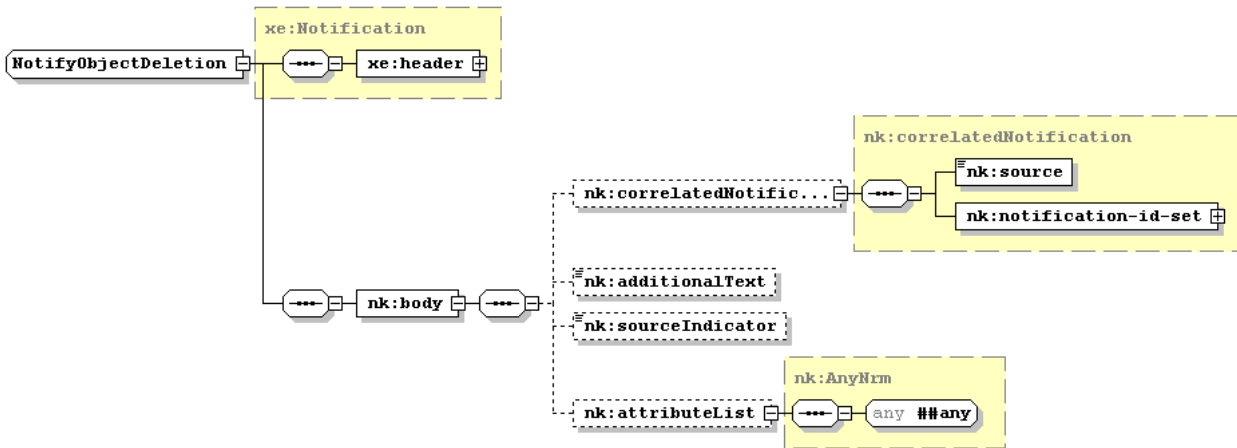 xe:Notification
NotifyObjectDeletion
xe:header
nk:correlatedNotification
nk:source
nk:correlatedNotific...
nk:notification-id-set
nk:additionalText
nk:body
nk:sourceIndicator
nk:AnyNrm
nk:attributeList
any ##any